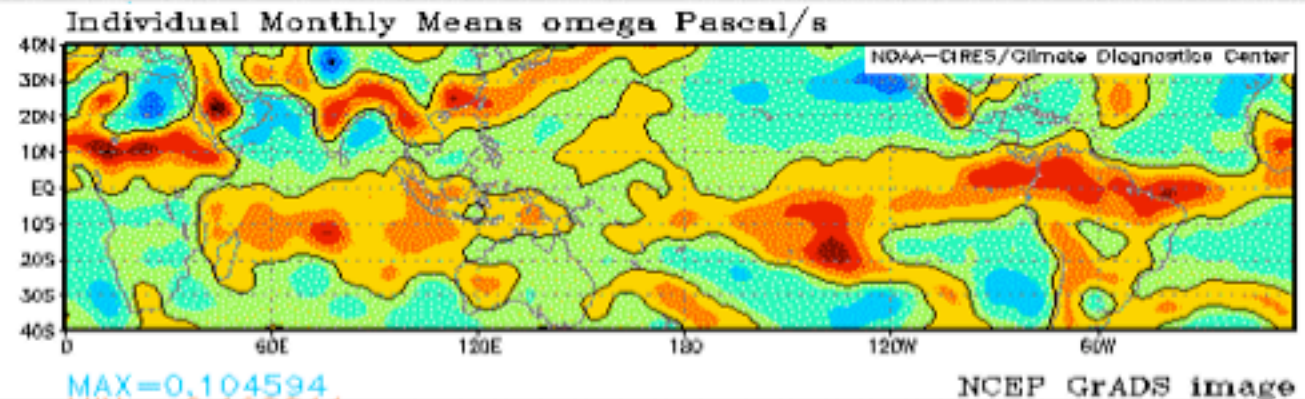 Individual Monthly Means omega Pascal/s
NOAA-CIRES/Climate Diagnostics Center
40N
30N
20N
10N
EQ
10S
20S
30S
40S
0 60E 120E 180 120W 60W
MAX=0.104594
NCEP GrADS image